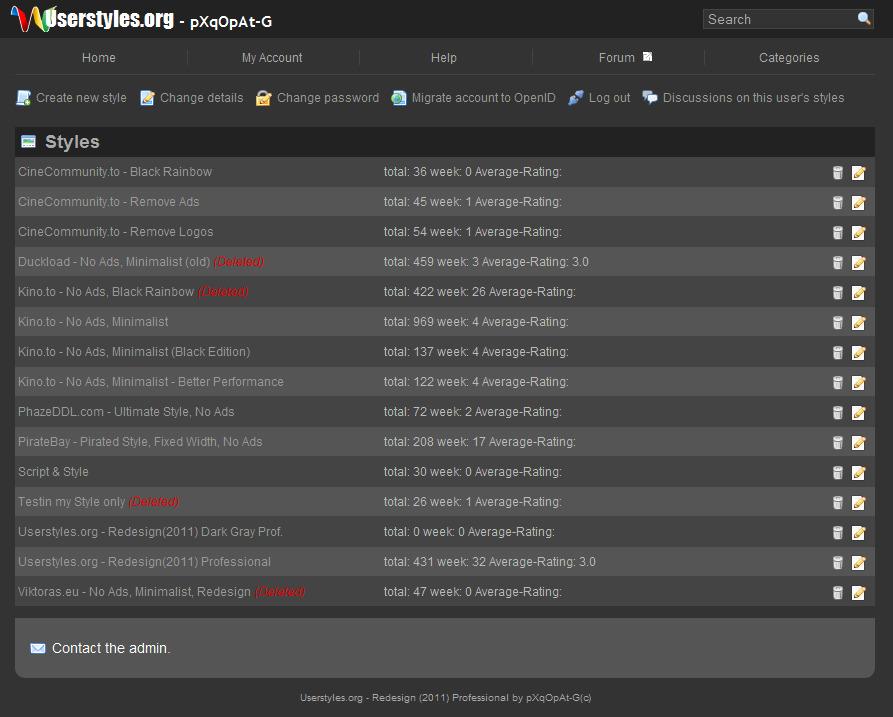 Userstyles.org - pXqOpAt-G
Search
Home My Account Help Forum Categories
Create new style Change details Change password Migrate account to OpenID Log out Discussions on this user's styles
Styles
CineCommunity.to - Black Rainbow total: 36 week: 0 Average-Rating:
CineCommunity.to - Remove Ads total: 45 week: 1 Average-Rating:
CineCommunity.to - Remove Logos total: 54 week: 1 Average-Rating:
Duckload - No Ads, Minimalist (old) (Deleted) total: 459 week: 3 Average-Rating: 3.0
Kino.to - No Ads, Black Rainbow (Deleted) total: 422 week: 26 Average-Rating:
Kino.to - No Ads, Minimalist total: 969 week: 4 Average-Rating:
Kino.to - No Ads, Minimalist (Black Edition) total: 137 week: 4 Average-Rating:
Kino.to - No Ads, Minimalist - Better Performance total: 122 week: 4 Average-Rating:
PhazeDDL.com - Ultimate Style, No Ads total: 72 week: 2 Average-Rating:
PirateBay - Pirated Style, Fixed Width, No Ads total: 208 week: 17 Average-Rating:
Script & Style total: 30 week: 0 Average-Rating:
Testin my Style only (Deleted) total: 26 week: 1 Average-Rating:
Userstyles.org - Redesign(2011) Dark Gray Prof. total: 0 week: 0 Average-Rating:
Userstyles.org - Redesign(2011) Professional total: 431 week: 32 Average-Rating: 3.0
Viktoras.eu - No Ads, Minimalist, Redesign (Deleted) total: 47 week: 0 Average-Rating:
Contact the admin.
Userstyles.org - Redesign (2011) Professional by pXqOpAt-G(c)